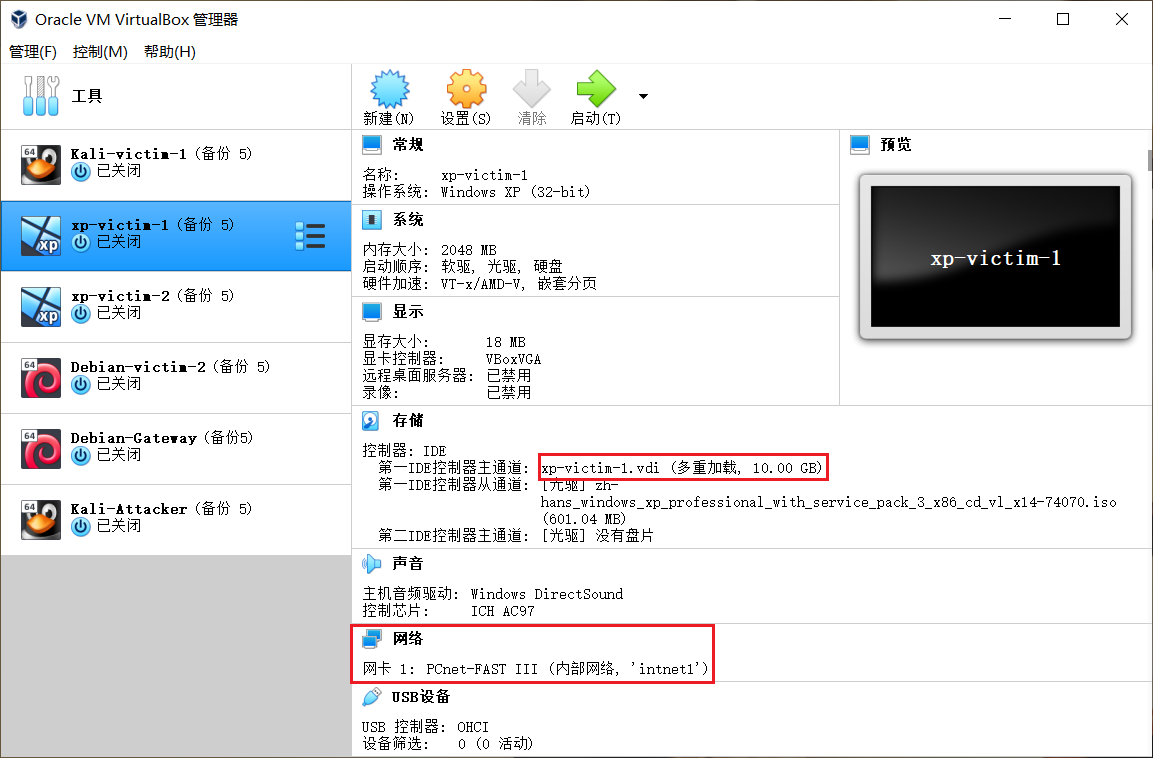 Oracle VM VirtualBox 管理器
管理(F) 控制(M) 帮助(H)
工具
新建(N) 设置(S) 清除 启动(T)
64
Kali-victim-1 (备份 5)
已关闭
xp
xp-victim-1 (备份 5)
已关闭
xp
xp-victim-2 (备份 5)
已关闭
64
Debian-victim-2 (备份 5)
已关闭
64
Debian-Gateway (备份5)
已关闭
64
Kali-Attacker (备份 5)
已关闭
常规
名称: xp-victim-1
操作系统: Windows XP (32-bit)
系统
内存大小: 2048 MB
启动顺序: 软驱, 光驱, 硬盘
硬件加速: VT-x/AMD-V, 嵌套分页
显示
显存大小: 18 MB
显卡控制器: VBoxVGA
远程桌面服务器: 已禁用
录像: 已禁用
预览
xp-victim-1
存储
控制器: IDE
第一IDE控制器主通道: xp-victim-1.vdi (多重加载, 10.00 GB)
第一IDE控制器从通道: [光驱] zh-
hans_windows_xp_professional_with_service_pack_3_x86_cd_vl_x14-74070.iso
(601.04 MB)
第二IDE控制器主通道: [光驱] 没有盘片
声音
主机音频驱动: Windows DirectSound
控制芯片: ICH AC97
网络
网卡 1: PCnet-FAST III (内部网络, 'intnet1')
USB设备
USB 控制器: OHCI
设备筛选: 0 (0 活动)